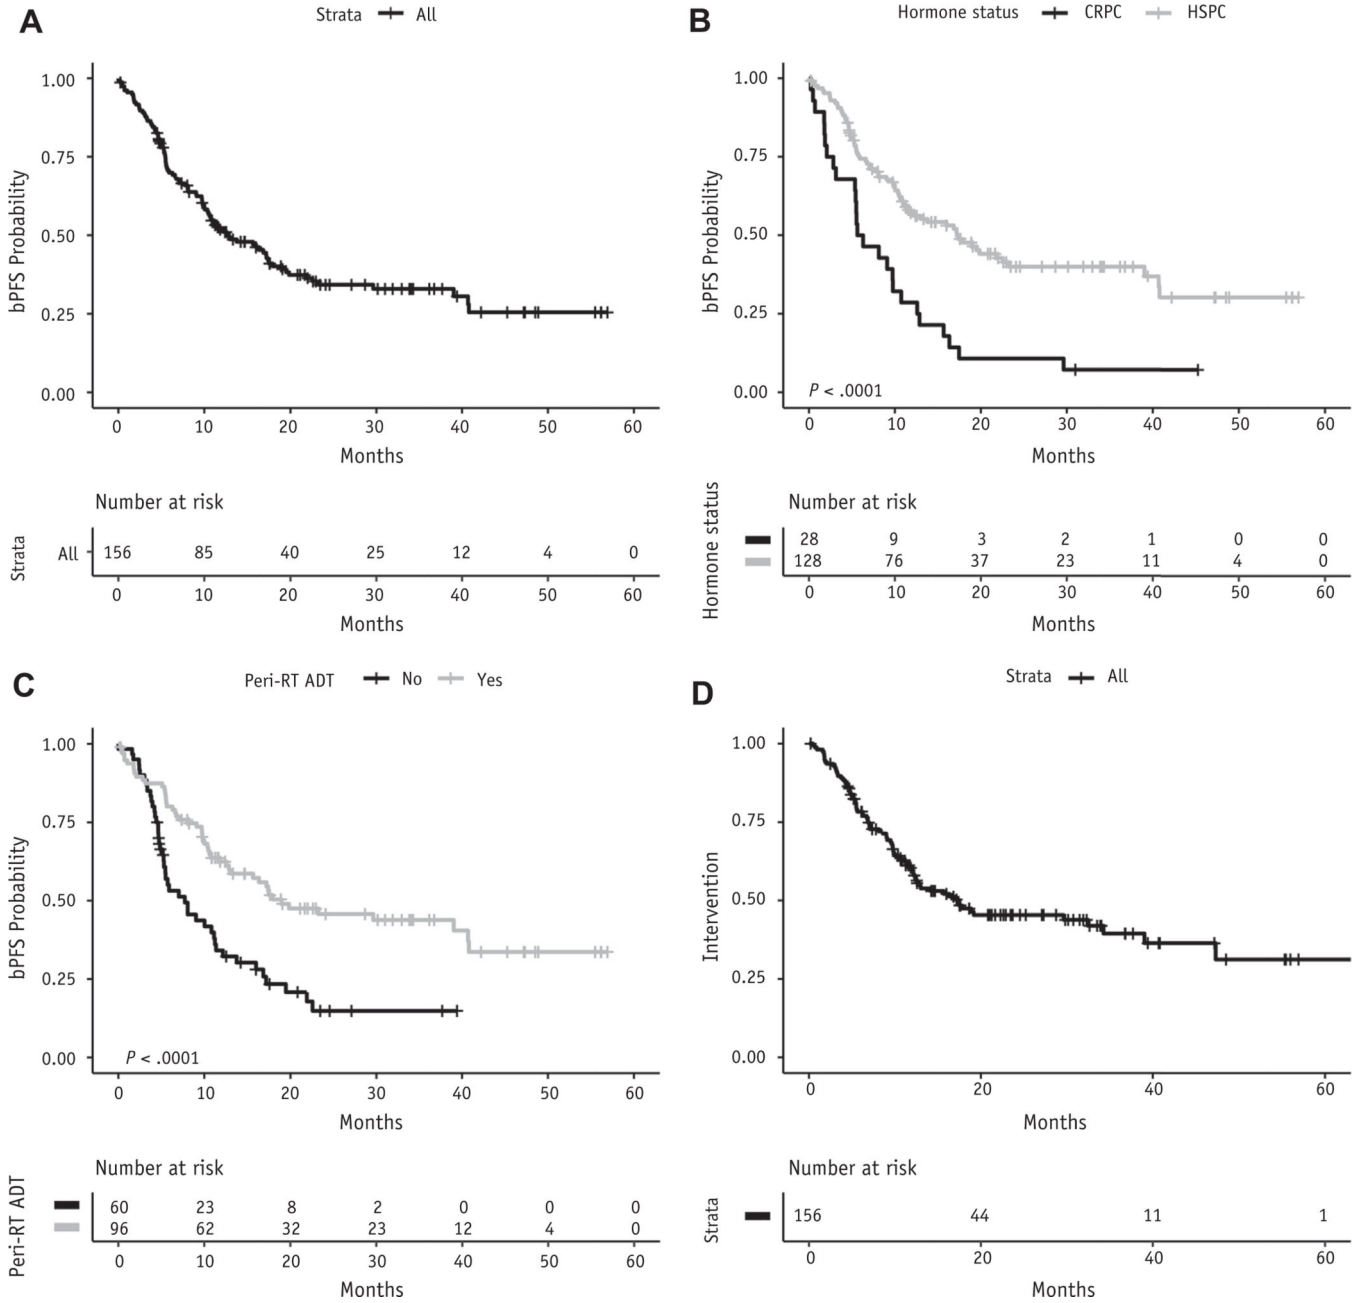 A
Strata All
bPFS Probability
1.00
0.75
0.50
0.25
0.00
0 10 20 30 40 50 60
Months
Number at risk
Strata
All 156 85 40 25 12 4 0
0 10 20 30 40 50 60
Months
B
Hormone status CRPC HSPC
bPFS Probability
1.00
0.75
0.50
0.25
0.00
P < .0001
0 10 20 30 40 50 60
Months
Number at risk
Hormone status
28 9 3 2 1 0 0
128 76 37 23 11 4 0
0 10 20 30 40 50 60
Months
C
Peri-RT ADT No Yes
bPFS Probability
1.00
0.75
0.50
0.25
0.00
P < .0001
0 10 20 30 40 50 60
Months
Number at risk
Peri-RT ADT
60 23 8 2 0 0 0
96 62 32 23 12 4 0
0 10 20 30 40 50 60
Months
D
Strata All
Intervention
1.00
0.75
0.50
0.25
0.00
0 20 40 60
Months
Number at risk
Strata
156 44 11 1
0 20 40 60
Months